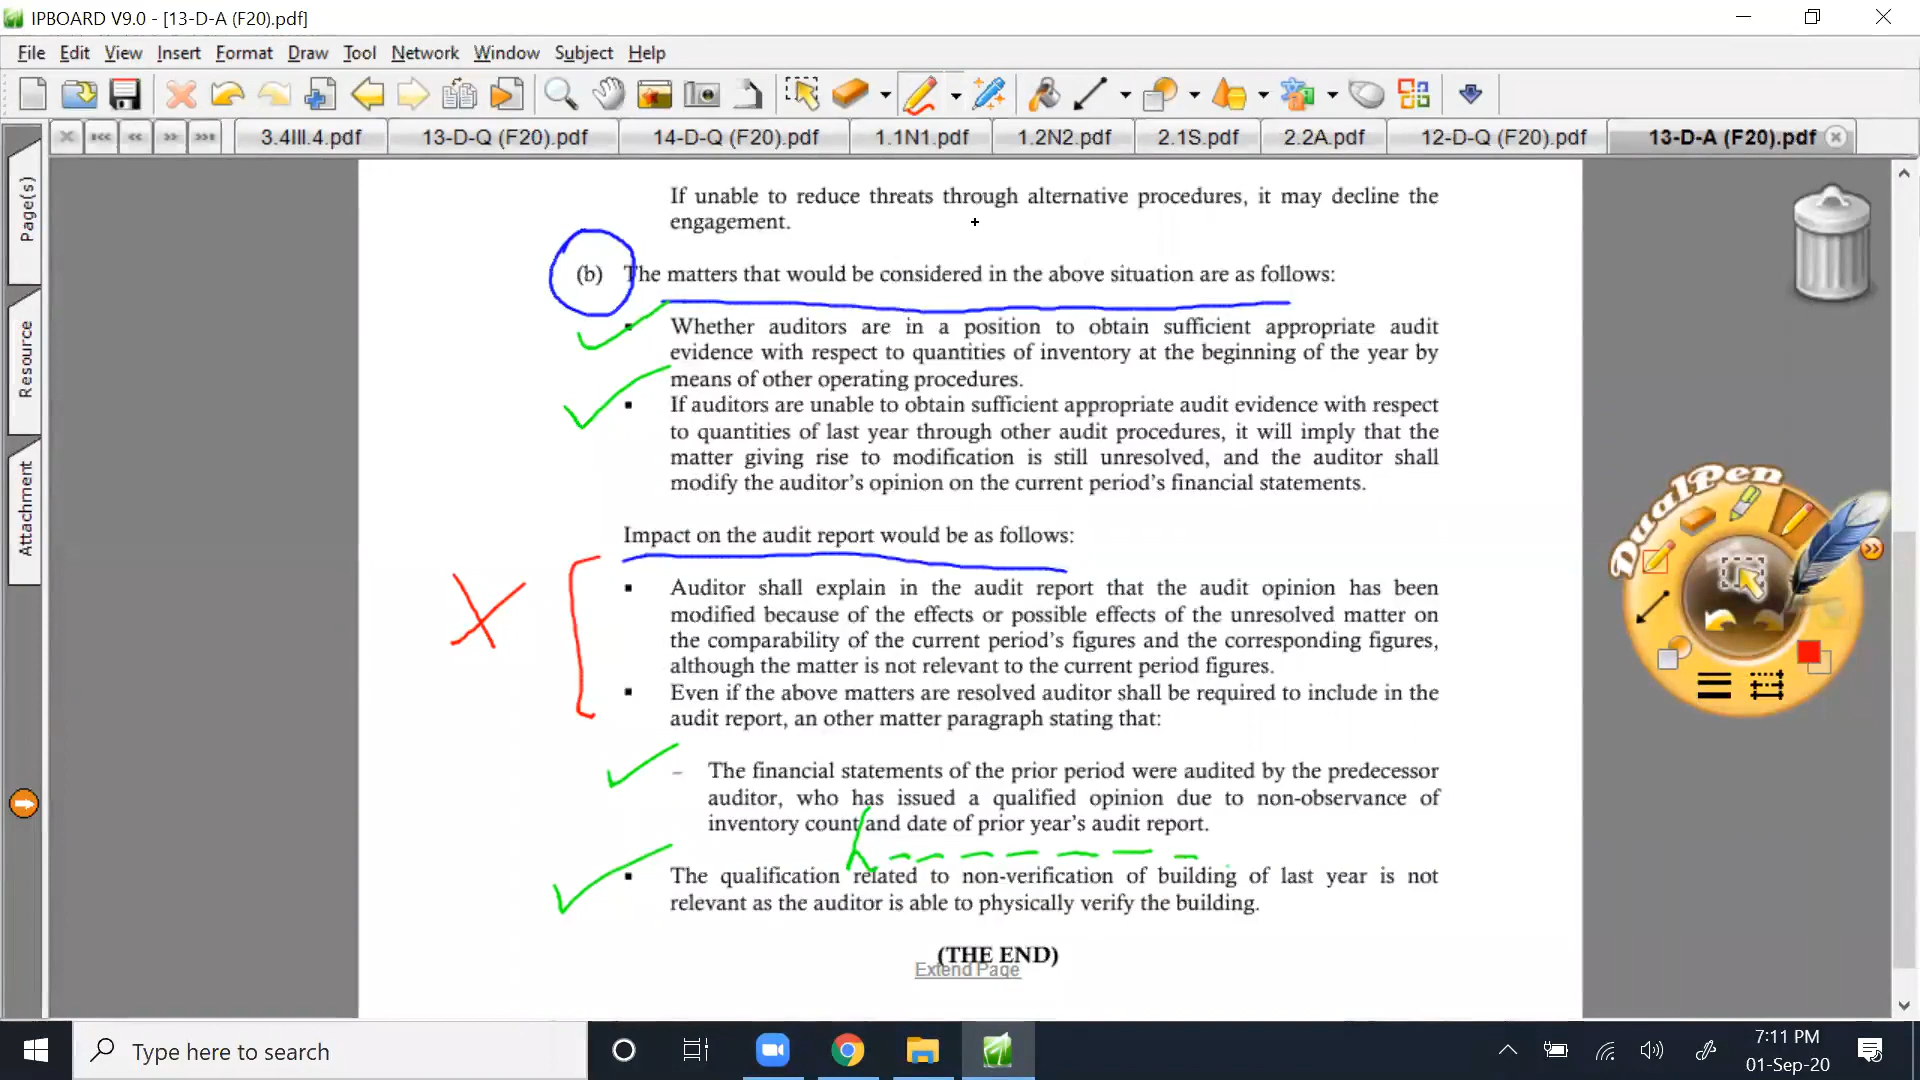 IPBOARD V9.0 - [13-D-A (F20).pdf]
File Edit View Insert Format Draw Tool Network Window Subject Help
3.4III.4.pdf 13-D-Q (F20).pdf 14-D-Q (F20).pdf 1.1N1.pdf 1.2N2.pdf 2.1S.pdf 2.2A.pdf 12-D-Q (F20).pdf 13-D-A (F20).pdf
Page(s)
Resource
Attachment
If unable to reduce threats through alternative procedures, it may decline the
engagement.
(b) The matters that would be considered in the above situation are as follows:
▪ Whether auditors are in a position to obtain sufficient appropriate audit
evidence with respect to quantities of inventory at the beginning of the year by
means of other operating procedures.
▪ If auditors are unable to obtain sufficient appropriate audit evidence with respect
to quantities of last year through other audit procedures, it will imply that the
matter giving rise to modification is still unresolved, and the auditor shall
modify the auditor's opinion on the current period's financial statements.
Impact on the audit report would be as follows:
▪ Auditor shall explain in the audit report that the audit opinion has been
modified because of the effects or possible effects of the unresolved matter on
the comparability of the current period's figures and the corresponding figures,
although the matter is not relevant to the current period figures.
▪ Even if the above matters are resolved auditor shall be required to include in the
audit report, an other matter paragraph stating that:
– The financial statements of the prior period were audited by the predecessor
auditor, who has issued a qualified opinion due to non-observance of
inventory count and date of prior year's audit report.
▪ The qualification related to non-verification of building of last year is not
relevant as the auditor is able to physically verify the building.
(THE END)
Extend Page
DualPen
Type here to search
7:11 PM
01-Sep-20